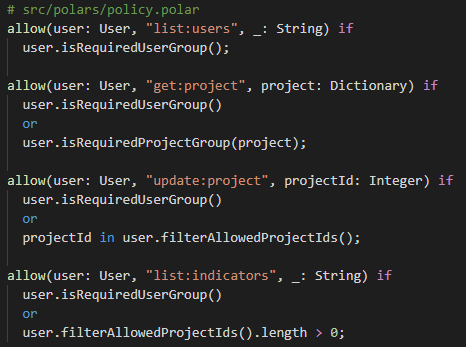 # src/polars/policy.polar
allow(user: User, "list:users", _: String) if
user.isRequiredUserGroup();
allow(user: User, "get:project", project: Dictionary) if
user.isRequiredUserGroup()
or
user.isRequiredProjectGroup(project);
allow(user: User, "update:project", projectId: Integer) if
user.isRequiredUserGroup()
or
projectId in user.filterAllowedProjectIds();
allow(user: User, "list:indicators", _: String) if
user.isRequiredUserGroup()
or
user.filterAllowedProjectIds().length > 0;